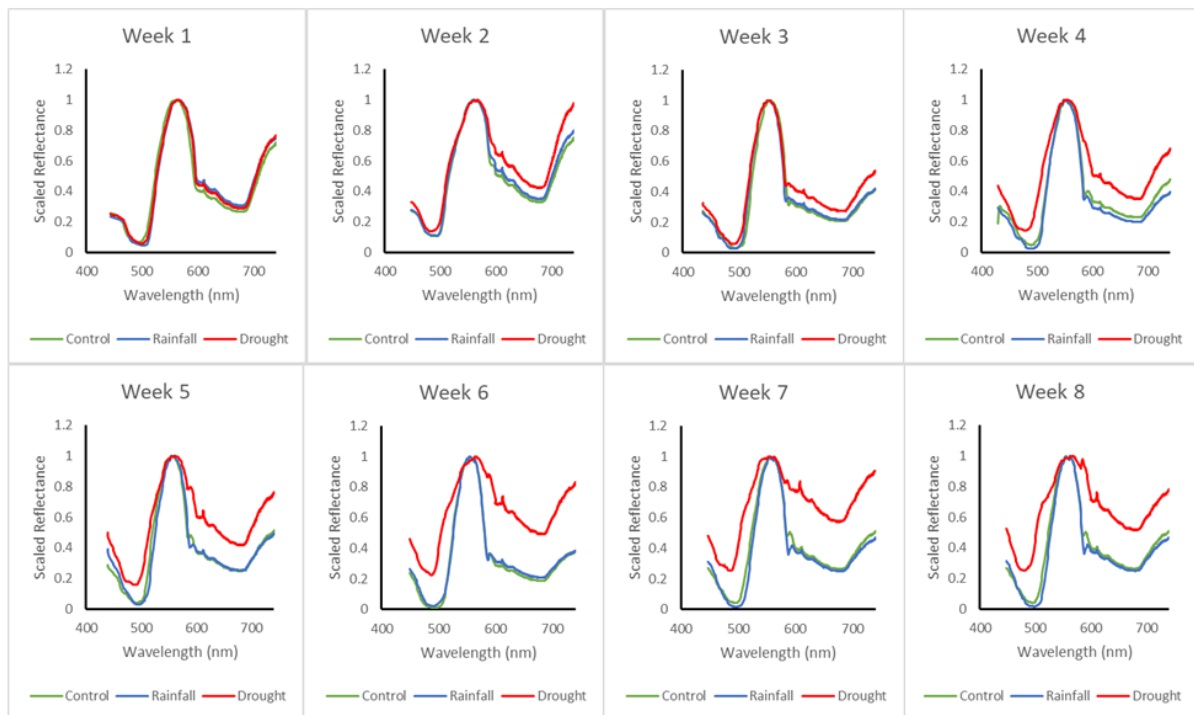 Week 1
1.2
1
0.8
0.6
0.4
0.2
0
Scaled Reflectance
400 500 600 700
Wavelength (nm)
Control Rainfall Drought
Week 2
1.2
1
0.8
0.6
0.4
0.2
0
Scaled Reflectance
400 500 600 700
Wavelength (nm)
Control Rainfall Drought
Week 3
1.2
1
0.8
0.6
0.4
0.2
0
Scaled Reflectance
400 500 600 700
Wavelength (nm)
Control Rainfall Drought
Week 4
1.2
1
0.8
0.6
0.4
0.2
0
Scaled Reflectance
400 500 600 700
Wavelength (nm)
Control Rainfall Drought
Week 5
1.2
1
0.8
0.6
0.4
0.2
0
Scaled Reflectance
400 500 600 700
Wavelength (nm)
Control Rainfall Drought
Week 6
1.2
1
0.8
0.6
0.4
0.2
0
Scaled Reflectance
400 500 600 700
Wavelength (nm)
Control Rainfall Drought
Week 7
1.2
1
0.8
0.6
0.4
0.2
0
Scaled Reflectance
400 500 600 700
Wavelength (nm)
Control Rainfall Drought
Week 8
1.2
1
0.8
0.6
0.4
0.2
0
Scaled Reflectance
400 500 600 700
Wavelength (nm)
Control Rainfall Drought